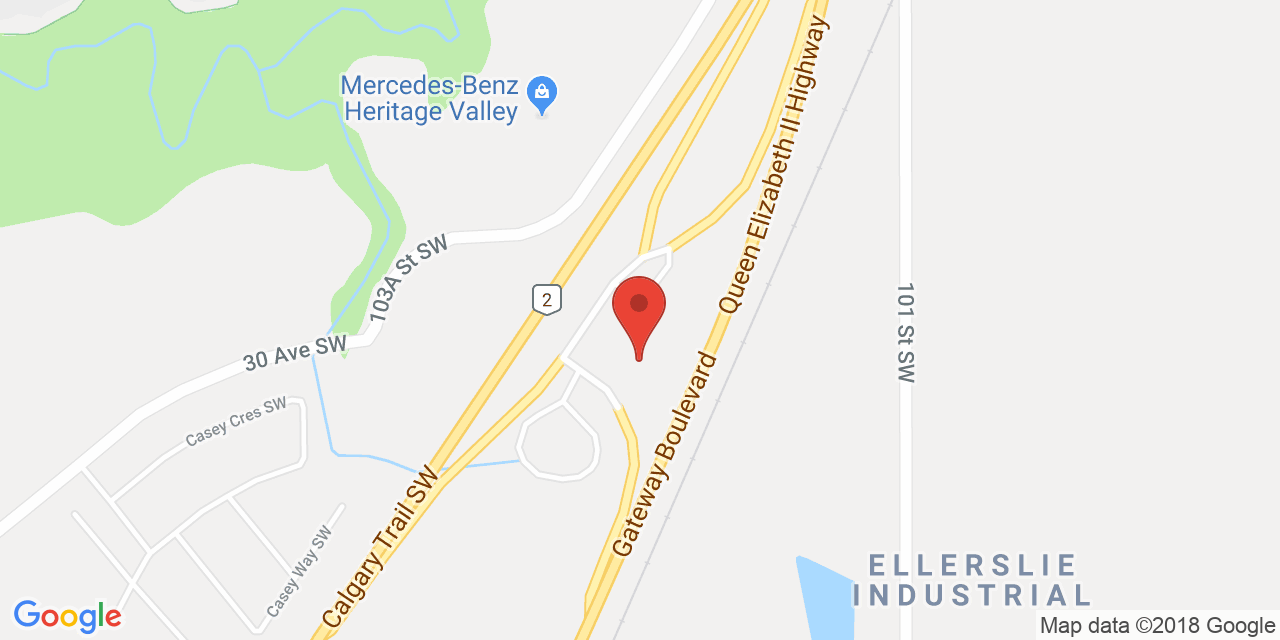 Mercedes-Benz
Heritage Valley
Queen Elizabeth II Highway
103A St SW
2
101 St SW
30 Ave SW
Gateway Boulevard
Casey Cres SW
Calgary Trail SW
Casey Way SW
ELLERSLIE
INDUSTRIAL
Google
Map data ©2018 Google